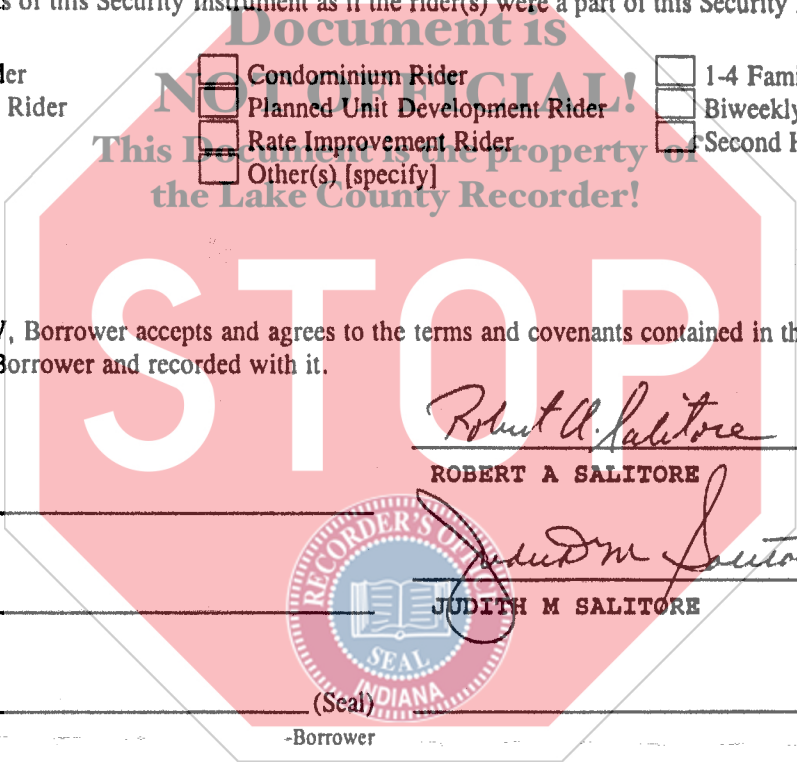 s of this Security Instrument as if the rider(s) were a part of this Security
Document is
er Condominium Rider 1-4 Fami
NOT OFFICIAL!
Rider Planned Unit Development Rider Biweekly
Rate Improvement Rider Second H
This Document is the property of
Other(s) [specify]
the Lake County Recorder!
STOP
, Borrower accepts and agrees to the terms and covenants contained in th
Borrower and recorded with it.
Robert A. Salitore
ROBERT A SALITORE
RECORDER'S OFFICE
Judith M Salito
JUDITH M SALITORE
SEAL
INDIANA
(Seal)
-Borrower